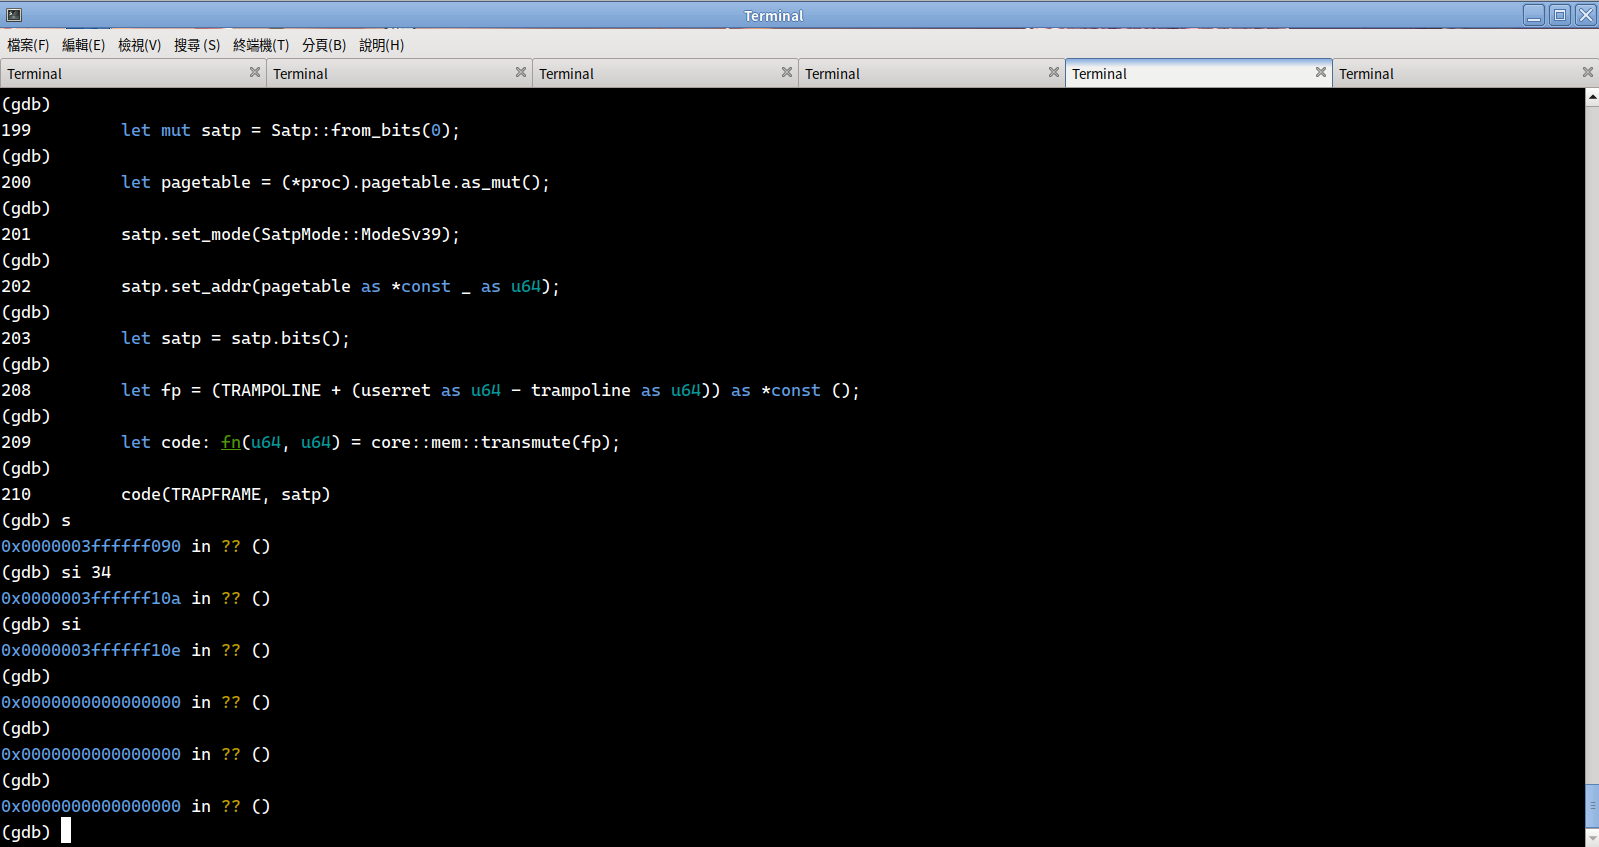 Terminal
檔案(F) 編輯(E) 檢視(V) 搜尋 (S) 終端機(T) 分頁(B) 說明(H)
Terminal Terminal Terminal Terminal Terminal Terminal
(gdb)
199         let mut satp = Satp::from_bits(0);
(gdb)
200         let pagetable = (*proc).pagetable.as_mut();
(gdb)
201         satp.set_mode(SatpMode::ModeSv39);
(gdb)
202         satp.set_addr(pagetable as *const _ as u64);
(gdb)
203         let satp = satp.bits();
(gdb)
208         let fp = (TRAMPOLINE + (userret as u64 - trampoline as u64)) as *const ();
(gdb)
209         let code: fn(u64, u64) = core::mem::transmute(fp);
(gdb)
210         code(TRAPFRAME, satp)
(gdb) s
0x0000003ffffff090 in ?? ()
(gdb) si 34
0x0000003ffffff10a in ?? ()
(gdb) si
0x0000003ffffff10e in ?? ()
(gdb)
0x0000000000000000 in ?? ()
(gdb)
0x0000000000000000 in ?? ()
(gdb)
0x0000000000000000 in ?? ()
(gdb)